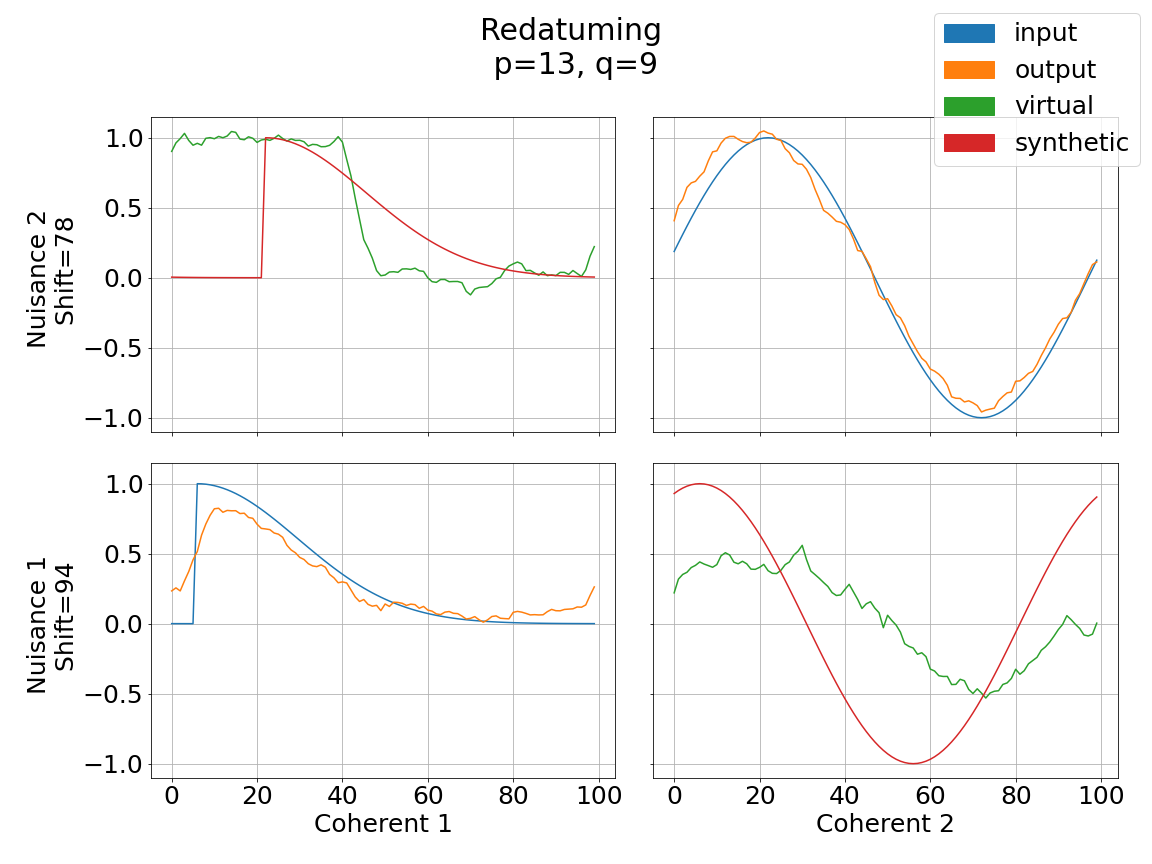 Redatuming
p=13, q=9
input
output
virtual
synthetic
Nuisance 2
Shift=78
1.0
0.5
0.0
−0.5
−1.0
Nuisance 1
Shift=94
1.0
0.5
0.0
−0.5
−1.0
0 20 40 60 80 100
0 20 40 60 80 100
Coherent 1
Coherent 2